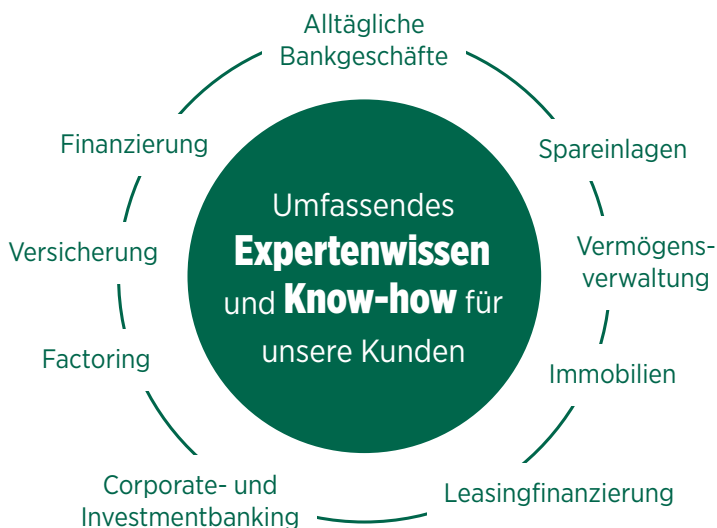 Alltägliche
Bankgeschäfte
Spareinlagen
Vermögens-
verwaltung
Immobilien
Leasingfinanzierung
Corporate- und
Investmentbanking
Factoring
Versicherung
Finanzierung
Umfassendes
Expertenwissen
und Know-how für
unsere Kunden